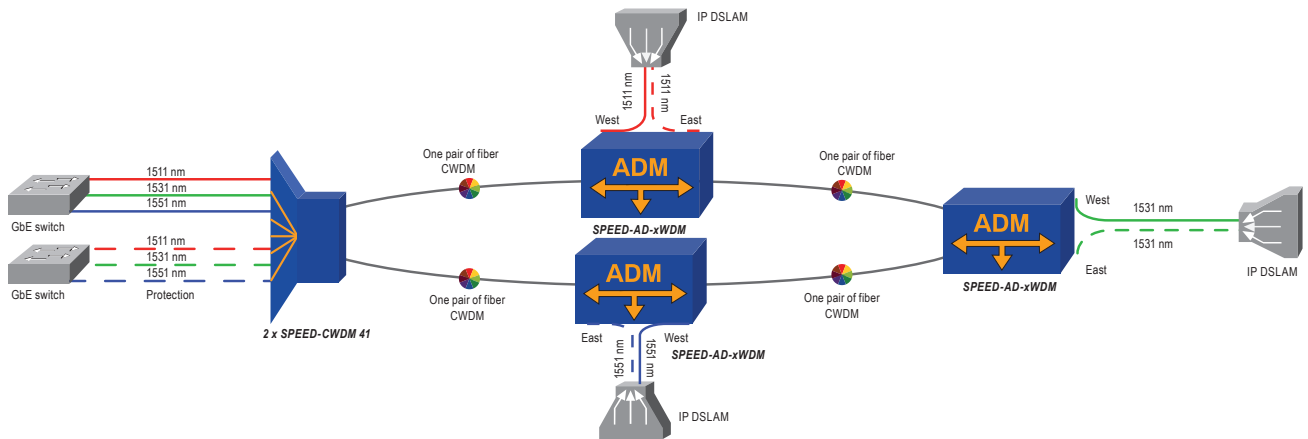 IP DSLAM
1511 nm
1511 nm
West
East
ADM
SPEED-AD-xWDM
One pair of fiber
CWDM
One pair of fiber
CWDM
1511 nm
1531 nm
1551 nm
GbE switch
1511 nm
1531 nm
1551 nm
GbE switch
Protection
2 x SPEED-CWDM 41
One pair of fiber
CWDM
ADM
East
West
SPEED-AD-xWDM
1551 nm
1551 nm
IP DSLAM
One pair of fiber
CWDM
ADM
SPEED-AD-xWDM
West
1531 nm
1531 nm
East
IP DSLAM